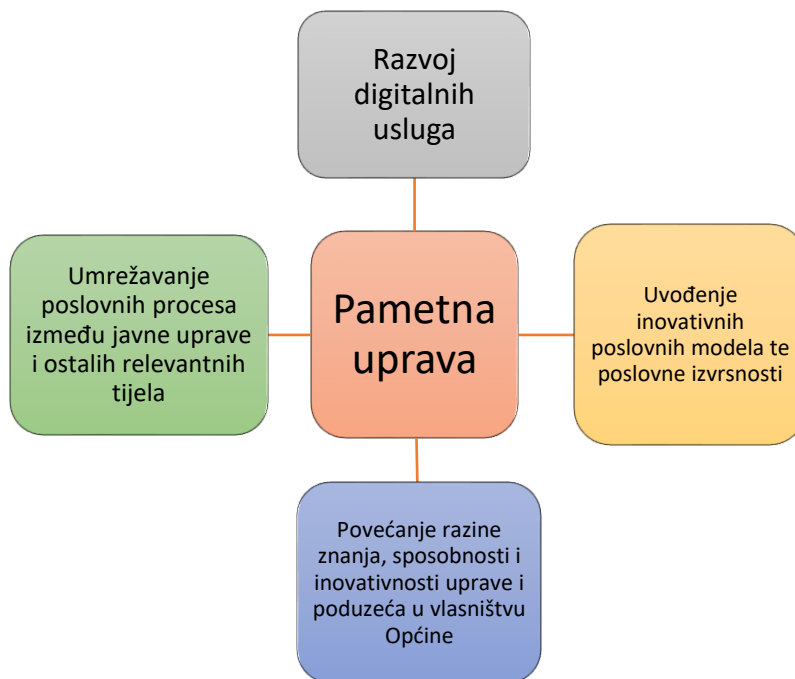 Razvoj
digitalnih
usluga
Umrežavanje
poslovnih procesa
između javne uprave
i ostalih relevantnih
tijela
Pametna
uprava
Uvođenje
inovativnih
poslovnih modela te
poslovne izvrsnosti
Povećanje razine
znanja, sposobnosti i
inovativnosti uprave i
poduzeća u vlasništvu
Općine